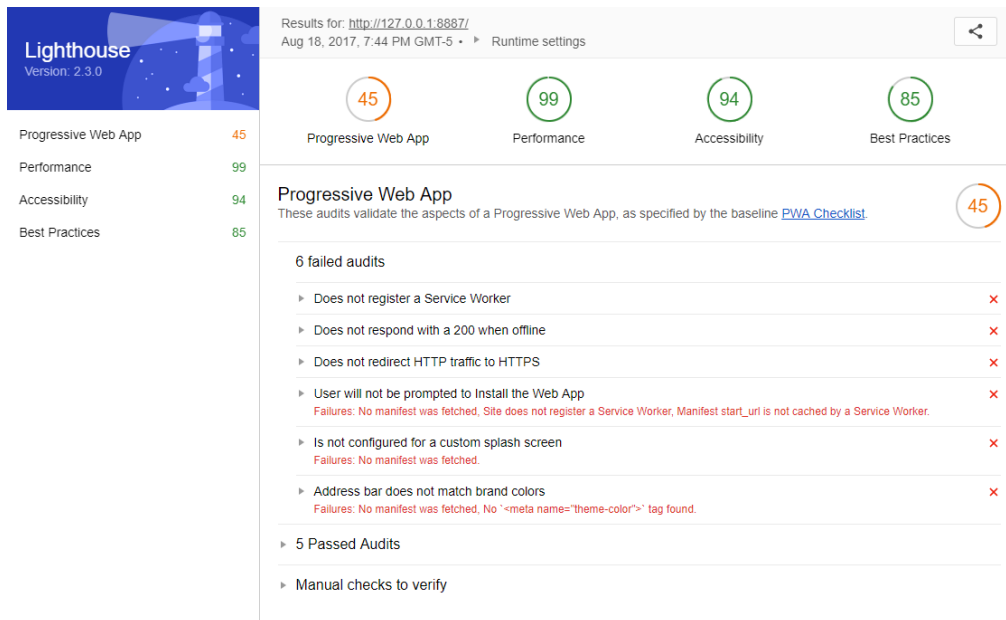 Lighthouse
Version: 2.3.0
Progressive Web App 45
Performance 99
Accessibility 94
Best Practices 85
Results for: http://127.0.0.1:8887/
Aug 18, 2017, 7:44 PM GMT-5 • Runtime settings
45 99 94 85
Progressive Web App Performance Accessibility Best Practices
Progressive Web App
These audits validate the aspects of a Progressive Web App, as specified by the baseline PWA Checklist.
45
6 failed audits
Does not register a Service Worker
Does not respond with a 200 when offline
Does not redirect HTTP traffic to HTTPS
User will not be prompted to Install the Web App
Failures: No manifest was fetched, Site does not register a Service Worker, Manifest start_url is not cached by a Service Worker.
Is not configured for a custom splash screen
Failures: No manifest was fetched.
Address bar does not match brand colors
Failures: No manifest was fetched, No `<meta name="theme-color">` tag found.
5 Passed Audits
Manual checks to verify